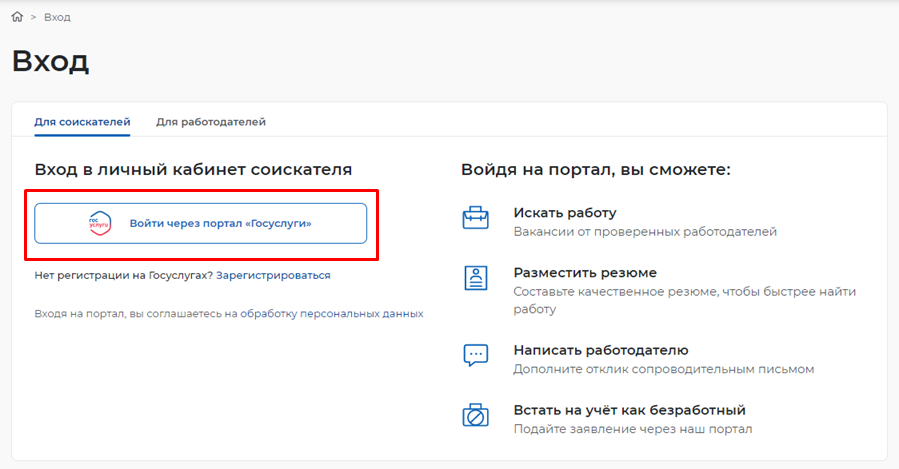 > Вход
Вход
Для соискателей
Для работодателей
Вход в личный кабинет соискателя
гос
услуги
Войти через портал «Госуслуги»
Нет регистрации на Госуслугах? Зарегистрироваться
Входя на портал, вы соглашаетесь на обработку персональных данных
Войдя на портал, вы сможете:
Искать работу
Вакансии от проверенных работодателей
Разместить резюме
Составьте качественное резюме, чтобы быстрее найти
работу
Написать работодателю
Дополните отклик сопроводительным письмом
Встать на учёт как безработный
Подайте заявление через наш портал